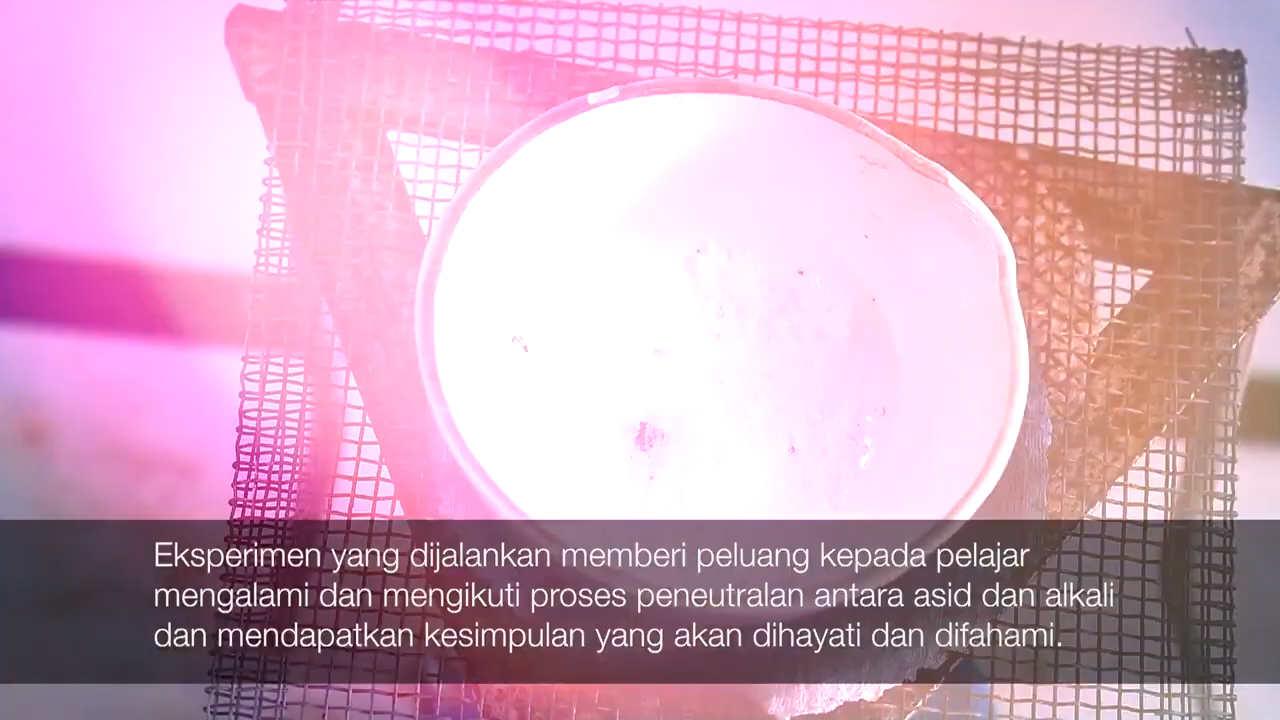 Eksperimen yang dijalankan memberi peluang kepada pelajar
mengalami dan mengikuti proses peneutralan antara asid dan alkali
dan mendapatkan kesimpulan yang akan dihayati dan difahami.